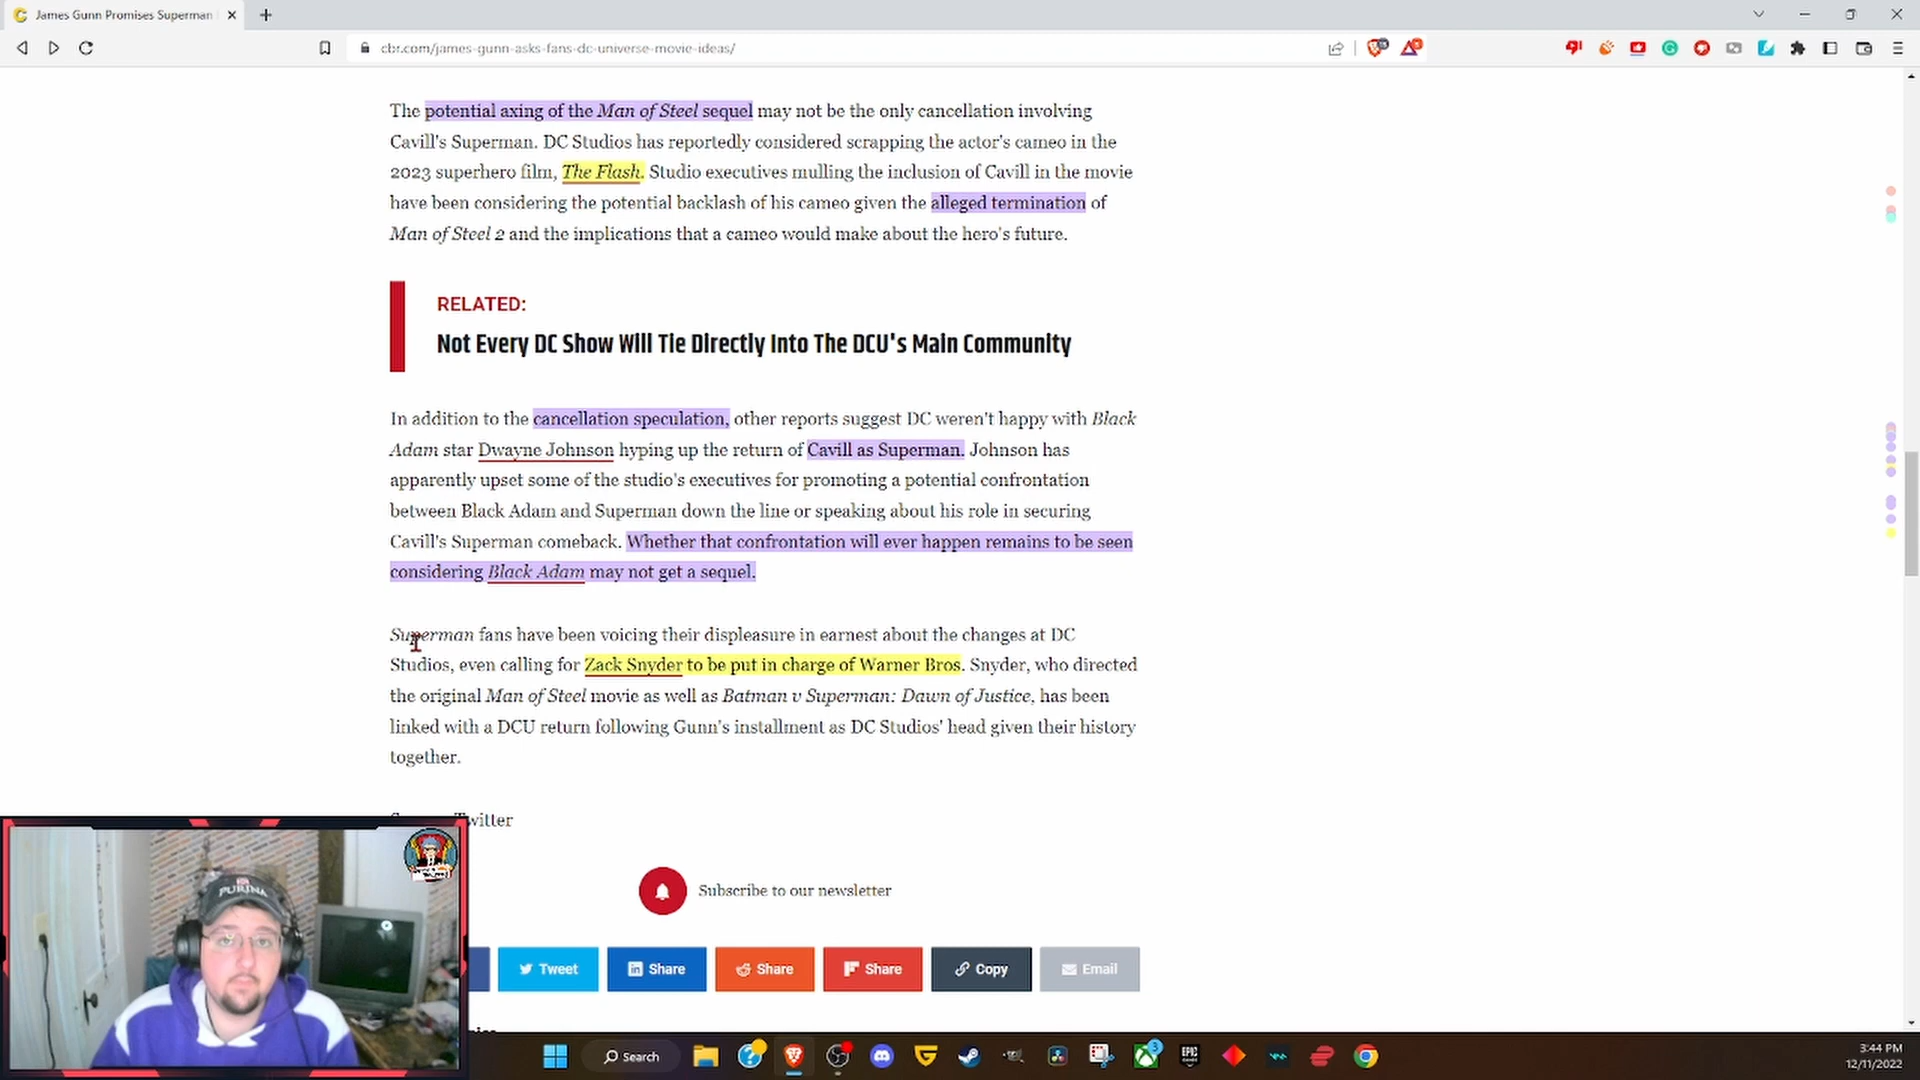 James Gunn Promises Superman
cbr.com/james-gunn-asks-fans-dc-universe-movie-ideas/
The potential axing of the Man of Steel sequel may not be the only cancellation involving
Cavill's Superman. DC Studios has reportedly considered scrapping the actor's cameo in the
2023 superhero film, The Flash. Studio executives mulling the inclusion of Cavill in the movie
have been considering the potential backlash of his cameo given the alleged termination of
Man of Steel 2 and the implications that a cameo would make about the hero's future.
RELATED:
Not Every DC Show Will Tie Directly Into The DCU's Main Community
In addition to the cancellation speculation, other reports suggest DC weren't happy with Black
Adam star Dwayne Johnson hyping up the return of Cavill as Superman. Johnson has
apparently upset some of the studio's executives for promoting a potential confrontation
between Black Adam and Superman down the line or speaking about his role in securing
Cavill's Superman comeback. Whether that confrontation will ever happen remains to be seen
considering Black Adam may not get a sequel.
Superman fans have been voicing their displeasure in earnest about the changes at DC
Studios, even calling for Zack Snyder to be put in charge of Warner Bros. Snyder, who directed
the original Man of Steel movie as well as Batman v Superman: Dawn of Justice, has been
linked with a DCU return following Gunn's installment as DC Studios' head given their history
together.
Twitter
PURINA
Subscribe to our newsletter
Tweet
Share
Share
Share
Copy
Email
Search
EPIC
3
3:44 PM
12/11/2022